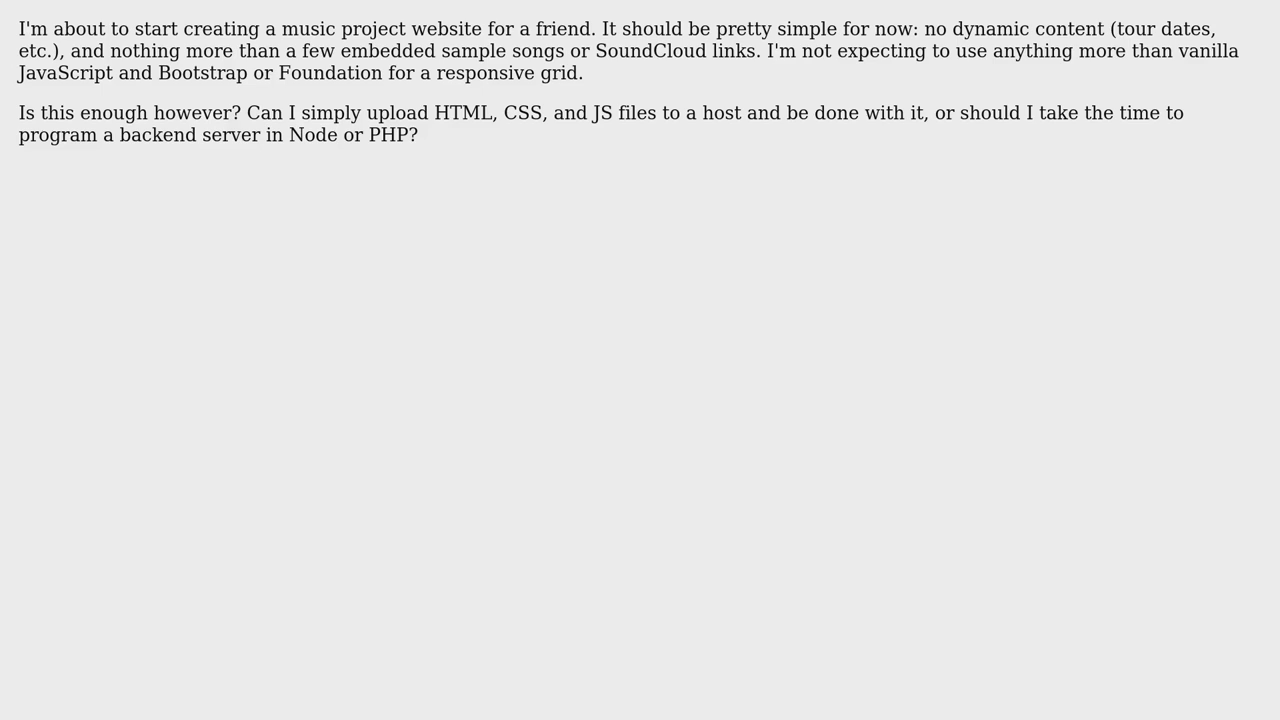 I'm about to start creating a music project website for a friend. It should be pretty simple for now: no dynamic content (tour dates,
etc.), and nothing more than a few embedded sample songs or SoundCloud links. I'm not expecting to use anything more than vanilla
JavaScript and Bootstrap or Foundation for a responsive grid.
Is this enough however? Can I simply upload HTML, CSS, and JS files to a host and be done with it, or should I take the time to
program a backend server in Node or PHP?